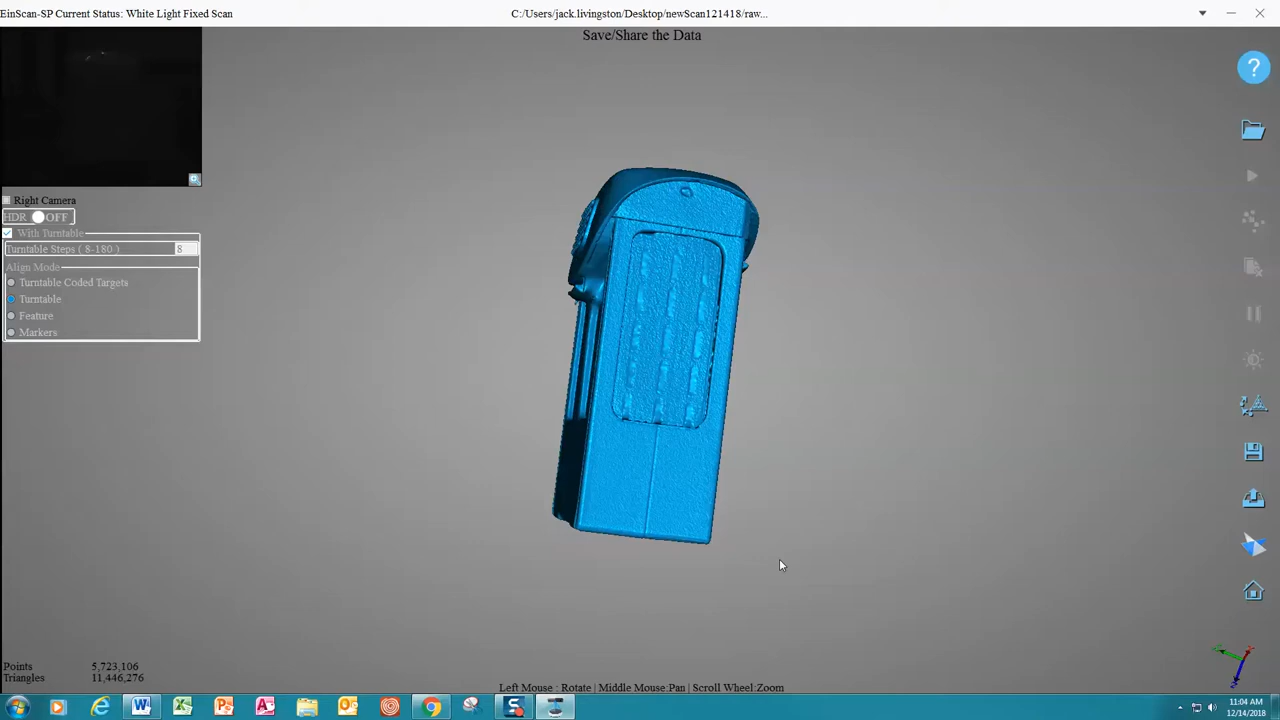 EinScan-SP Current Status: White Light Fixed Scan
C:/Users/jack.livingston/Desktop/newScan121418/raw...
Save/Share the Data
?
Right Camera
HDR OFF
With Turntable
Turntable Steps ( 8-180 ) 8
Align Mode
Turntable Coded Targets
Turntable
Feature
Markers
Points 5,723,106
Triangles 11,446,276
Left Mouse : Rotate | Middle Mouse:Pan | Scroll Wheel:Zoom
11:04 AM
12/14/2018